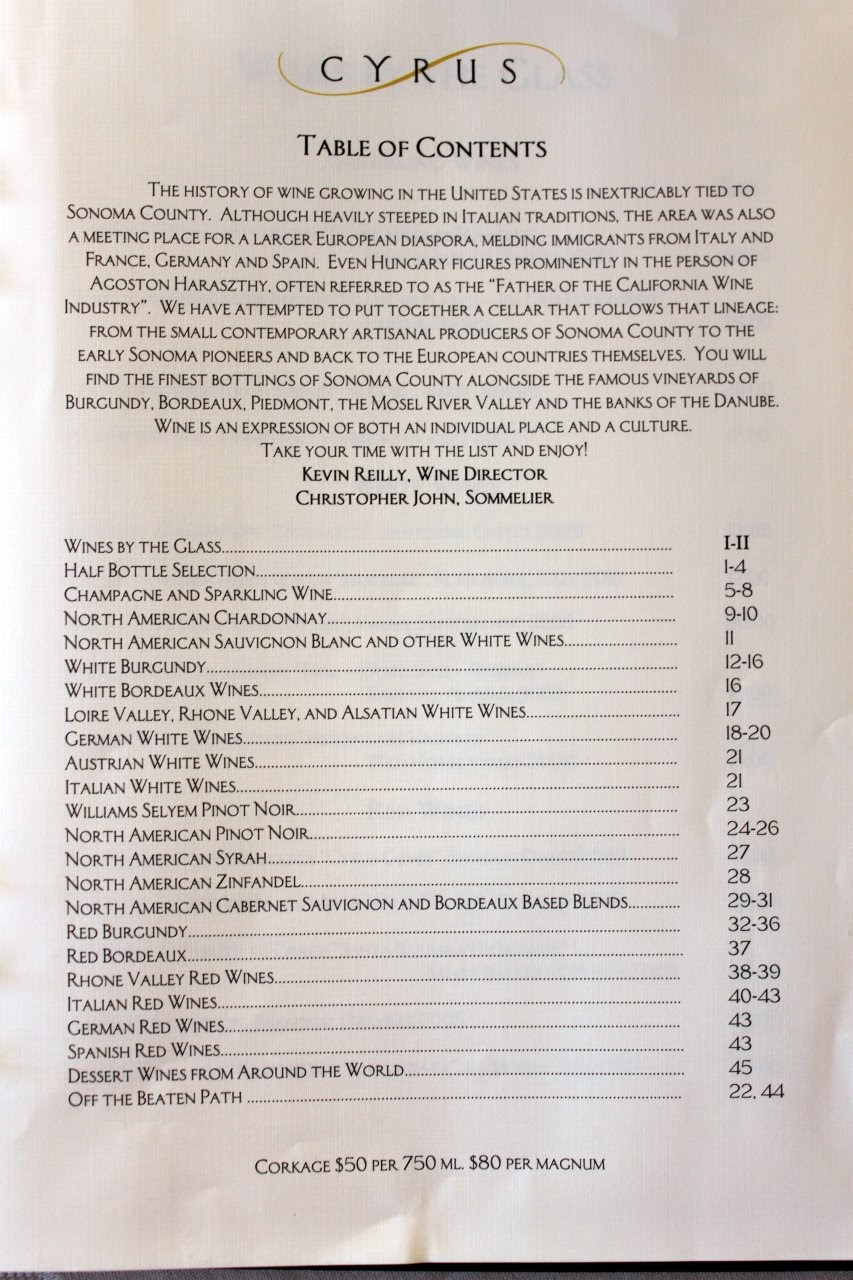 CYRUS
TABLE OF CONTENTS
THE HISTORY OF WINE GROWING IN THE UNITED STATES IS INEXTRICABLY TIED TO
SONOMA COUNTY. ALTHOUGH HEAVILY STEEPED IN ITALIAN TRADITIONS, THE AREA WAS ALSO
A MEETING PLACE FOR A LARGER EUROPEAN DIASPORA, MELDING IMMIGRANTS FROM ITALY AND
FRANCE, GERMANY AND SPAIN. EVEN HUNGARY FIGURES PROMINENTLY IN THE PERSON OF
AGOSTON HARASZTHY, OFTEN REFERRED TO AS THE "FATHER OF THE CALIFORNIA WINE
INDUSTRY". WE HAVE ATTEMPTED TO PUT TOGETHER A CELLAR THAT FOLLOWS THAT LINEAGE:
FROM THE SMALL CONTEMPORARY ARTISANAL PRODUCERS OF SONOMA COUNTY TO THE
EARLY SONOMA PIONEERS AND BACK TO THE EUROPEAN COUNTRIES THEMSELVES. YOU WILL
FIND THE FINEST BOTTLINGS OF SONOMA COUNTY ALONGSIDE THE FAMOUS VINEYARDS OF
BURGUNDY, BORDEAUX, PIEDMONT, THE MOSEL RIVER VALLEY AND THE BANKS OF THE DANUBE.
WINE IS AN EXPRESSION OF BOTH AN INDIVIDUAL PLACE AND A CULTURE.
TAKE YOUR TIME WITH THE LIST AND ENJOY!
KEVIN REILLY, WINE DIRECTOR
CHRISTOPHER JOHN, SOMMELIER
WINES BY THE GLASS I-II
HALF BOTTLE SELECTION 1-4
CHAMPAGNE AND SPARKLING WINE 5-8
NORTH AMERICAN CHARDONNAY 9-10
NORTH AMERICAN SAUVIGNON BLANC AND OTHER WHITE WINES 11
WHITE BURGUNDY 12-16
WHITE BORDEAUX WINES 16
LOIRE VALLEY, RHONE VALLEY, AND ALSATIAN WHITE WINES 17
GERMAN WHITE WINES 18-20
AUSTRIAN WHITE WINES 21
ITALIAN WHITE WINES 21
WILLIAMS SELYEM PINOT NOIR 23
NORTH AMERICAN PINOT NOIR 24-26
NORTH AMERICAN SYRAH 27
NORTH AMERICAN ZINFANDEL 28
NORTH AMERICAN CABERNET SAUVIGNON AND BORDEAUX BASED BLENDS 29-31
RED BURGUNDY 32-36
RED BORDEAUX 37
RHONE VALLEY RED WINES 38-39
ITALIAN RED WINES 40-43
GERMAN RED WINES 43
SPANISH RED WINES 43
DESSERT WINES FROM AROUND THE WORLD 45
OFF THE BEATEN PATH 22, 44
CORKAGE $50 PER 750 ML. $80 PER MAGNUM